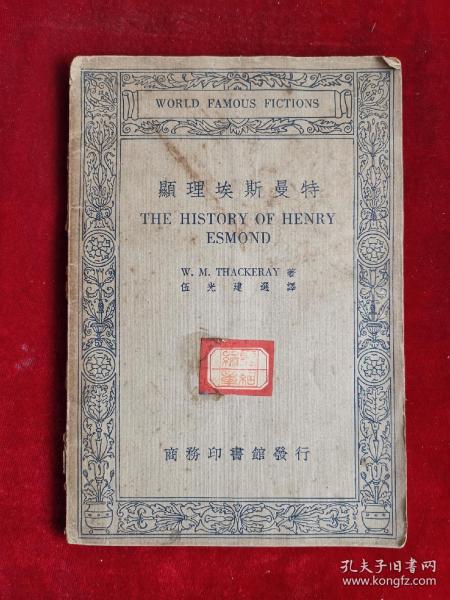 WORLD FAMOUS FICTIONS
顯理埃斯曼特
THE HISTORY OF HENRY
ESMOND
W. M. THACKERAY 著
伍光建選譯
商務印書館發行
孔夫子旧书网
www.kongfz.com